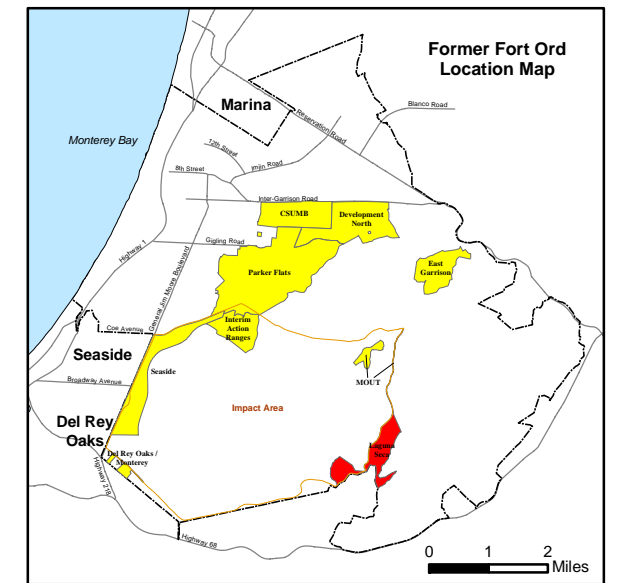 Former Fort Ord
Location Map
Marina
Blanco Road
Reservation Road
Monterey Bay
12th Street
Imjin Road
8th Street
Inter-Garrison Road
CSUMB
Development
North
Gigling Road
Highway 1
General Jim Moore Boulevard
East
Garrison
Parker Flats
Interim
Action
Ranges
Coe Avenue
Seaside
Seaside
MOUT
Broadway Avenue
Impact Area
Del Rey
Oaks
Laguna
Seca
Del Rey Oaks /
Monterey
Highway 218
Highway 68
0 1 2
Miles